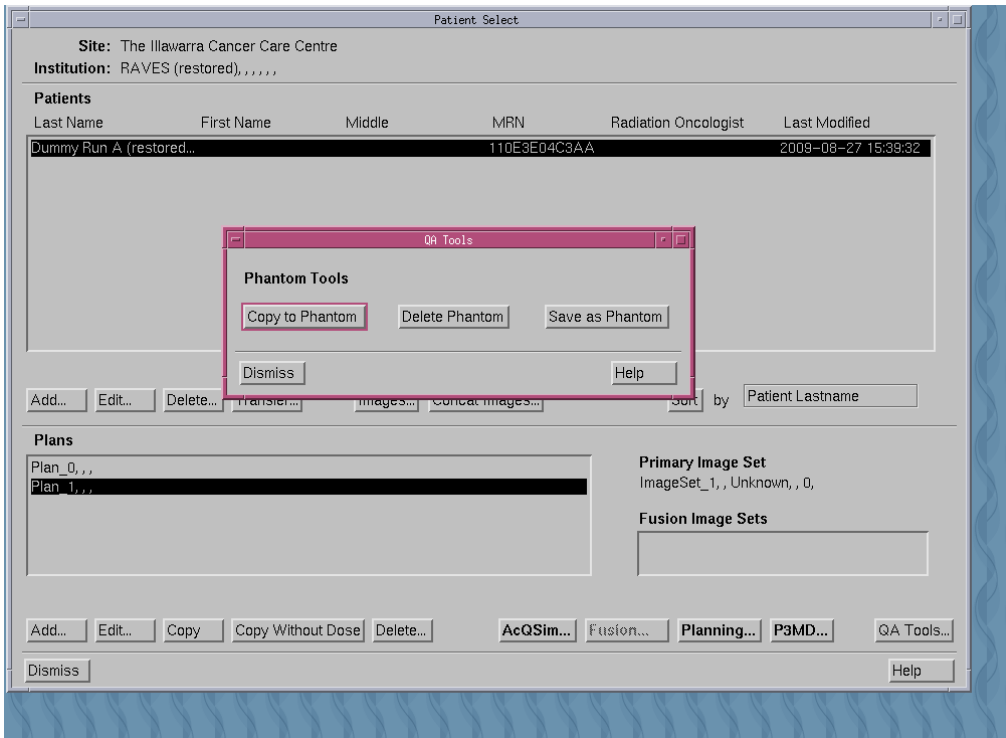 Patient Select
Site: The Illawarra Cancer Care Centre
Institution: RAVES (restored), , , , , ,
Patients
Last Name First Name Middle MRN Radiation Oncologist Last Modified
Dummy Run A (restored... 110E3E04C3AA 2009-08-27 15:39:32
QA Tools
Phantom Tools
Copy to Phantom Delete Phantom Save as Phantom
Dismiss Help
Add... Edit... Delete... Transfer... Images... Concat Images... Sort by Patient Lastname
Plans
Plan_0, , ,
Plan_1, , ,
Primary Image Set
ImageSet_1, , Unknown, , 0,
Fusion Image Sets
Add... Edit... Copy Copy Without Dose Delete... AcQSim... Fusion... Planning... P3MD... QA Tools...
Dismiss Help